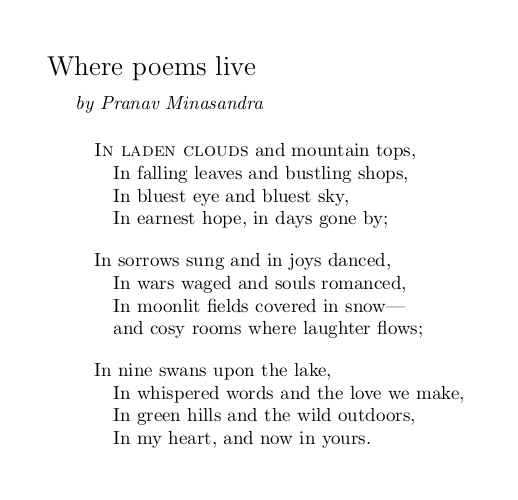 Where poems live
by Pranav Minasandra
In laden clouds and mountain tops,
In falling leaves and bustling shops,
In bluest eye and bluest sky,
In earnest hope, in days gone by;
In sorrows sung and in joys danced,
In wars waged and souls romanced,
In moonlit fields covered in snow—
and cosy rooms where laughter flows;
In nine swans upon the lake,
In whispered words and the love we make,
In green hills and the wild outdoors,
In my heart, and now in yours.